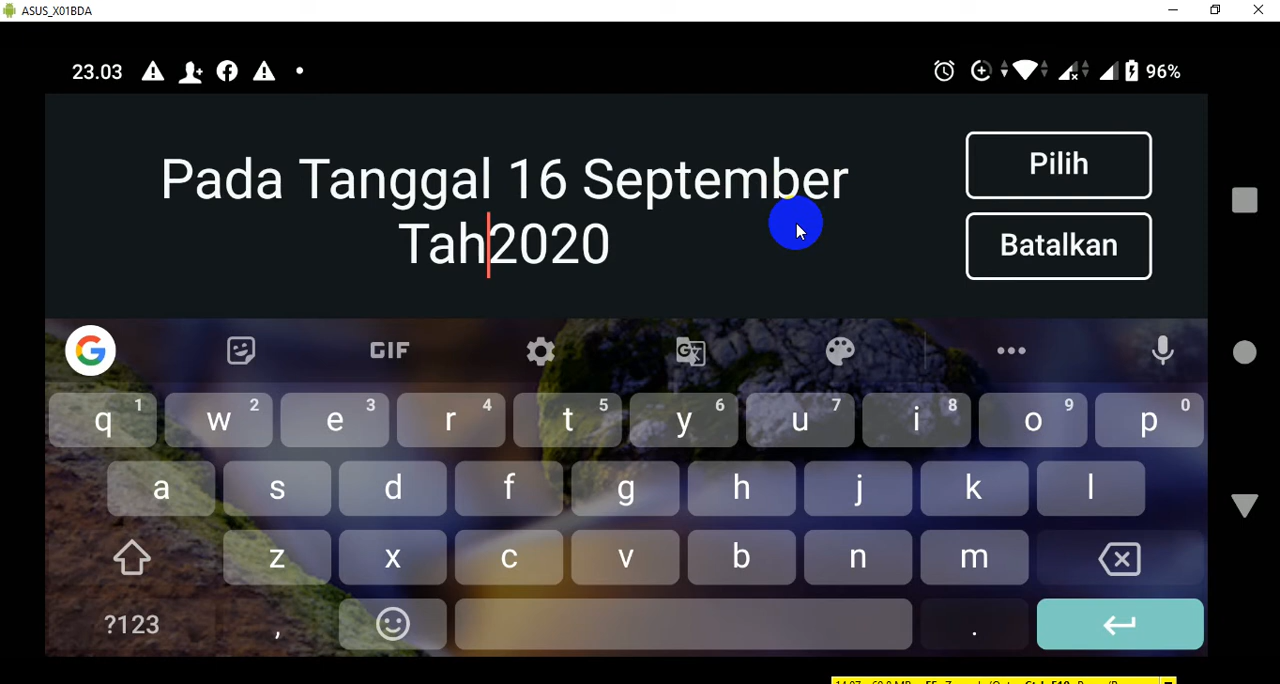 ASUS_X01BDA
23.03
96%
Pada Tanggal 16 September
Tah2020
Pilih
Batalkan
G GIF G
q 1 w 2 e 3 r 4 t 5 y 6 u 7 i 8 o 9 p 0
a s d f g h j k l
z x c v b n m
?123 , .